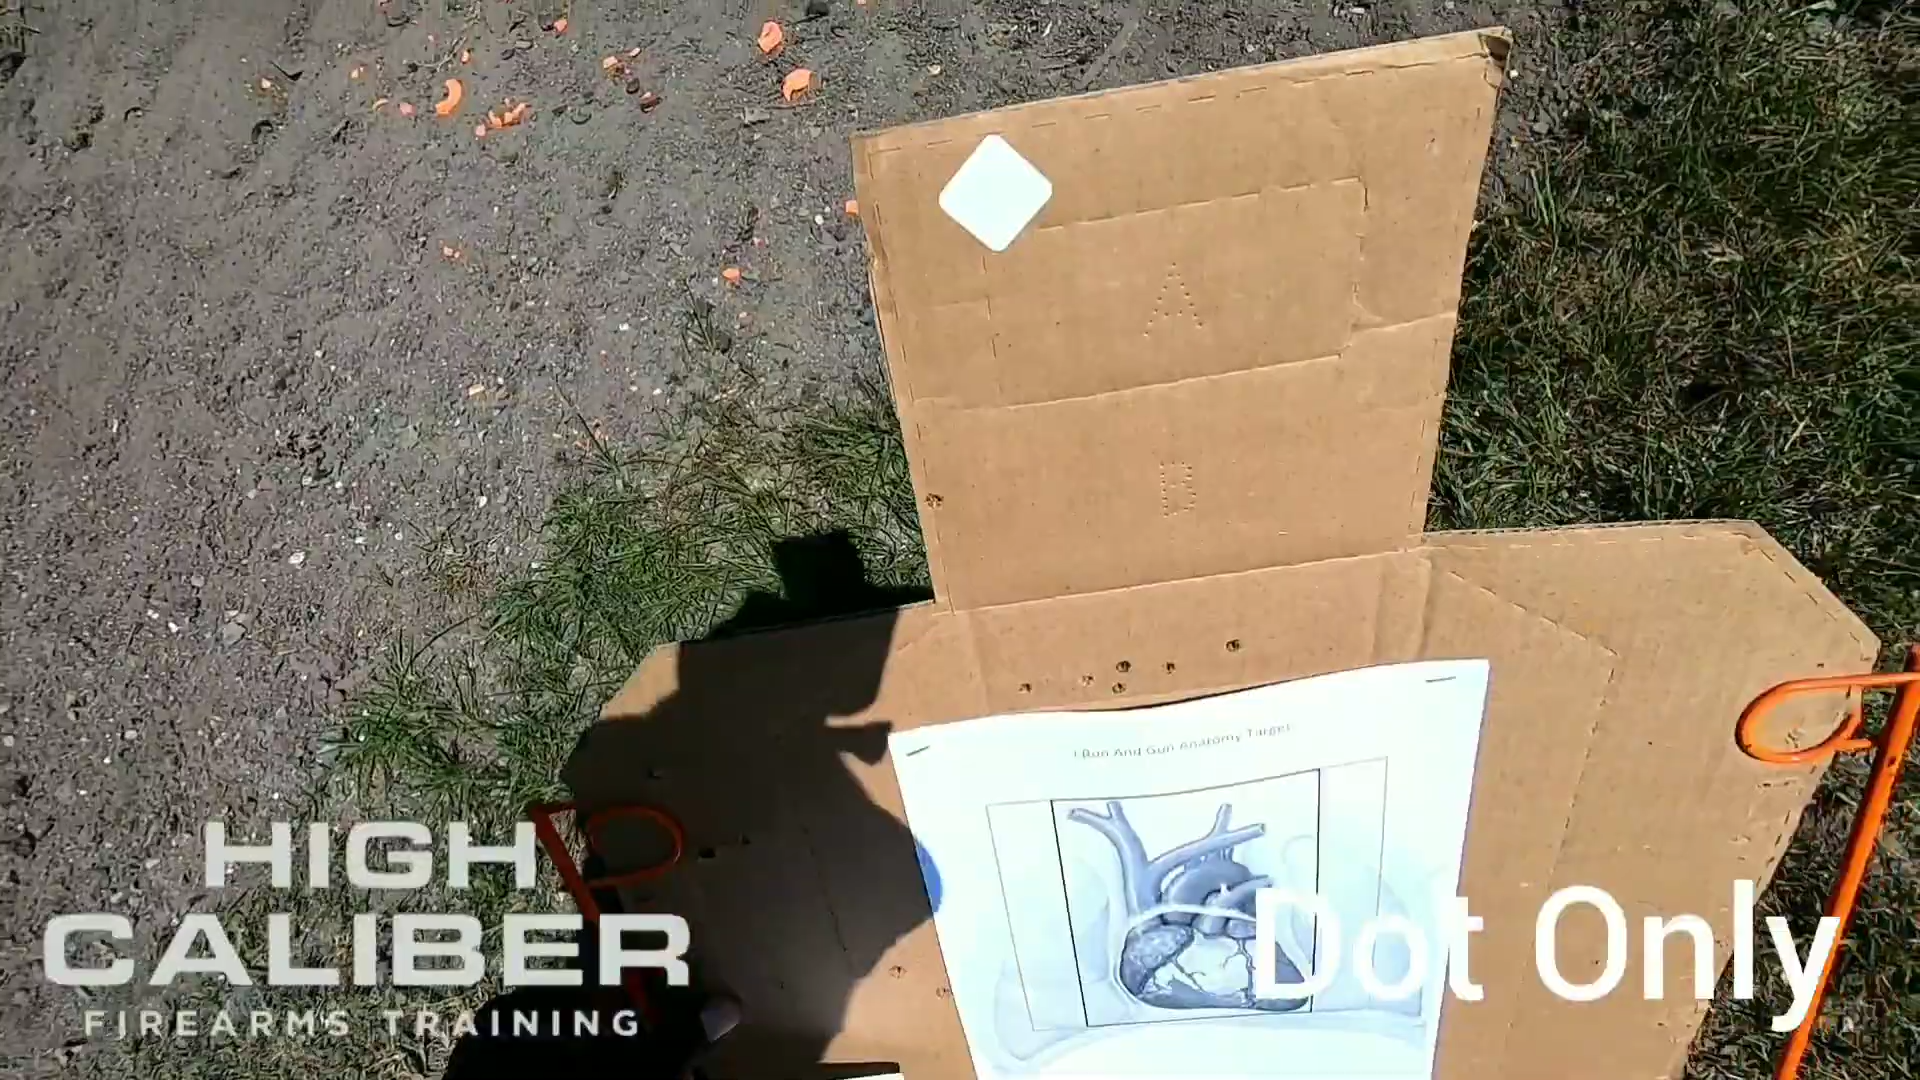 A
B
I Run And Gun Anatomy Target
HIGH
CALIBER
FIREARMS TRAINING
Dot Only
A